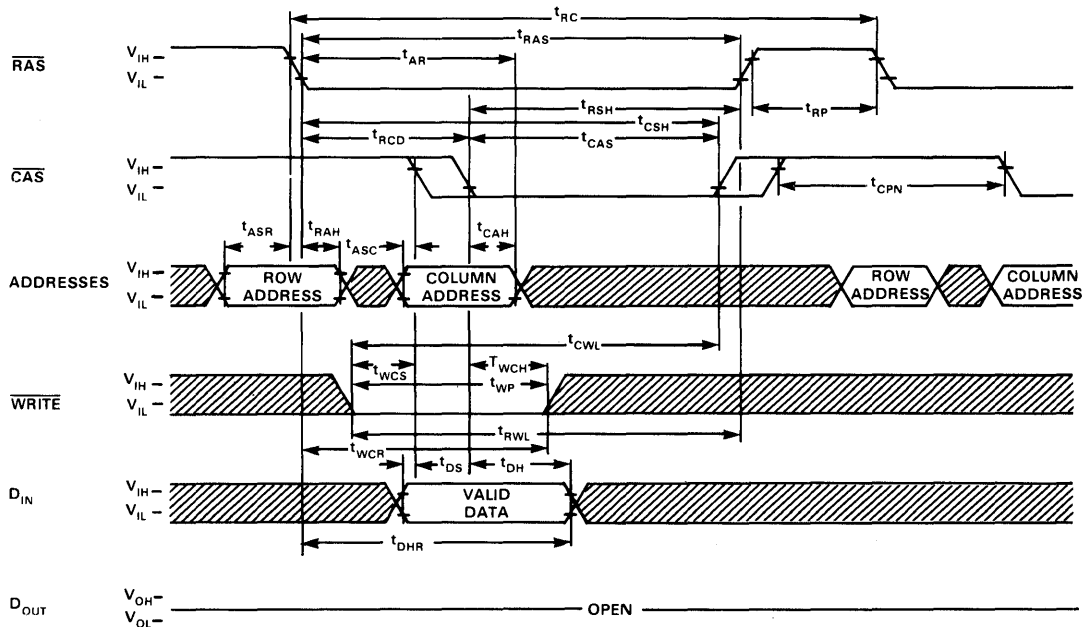 tRC
tRAS
tAR
RAS VIH VIL
tRSH tRP
tCSH
tRCD tCAS
CAS VIH VIL
tCPN
tASR tRAH tASC tCAH
ADDRESSES VIH VIL ROW ADDRESS COLUMN ADDRESS ROW ADDRESS COLUMN ADDRESS
tCWL
tWCS TWCH
tWP
WRITE VIH VIL
tRWL
tWCR
tDS tDH
DIN VIH VIL VALID DATA
tDHR
DOUT VOH VOL OPEN